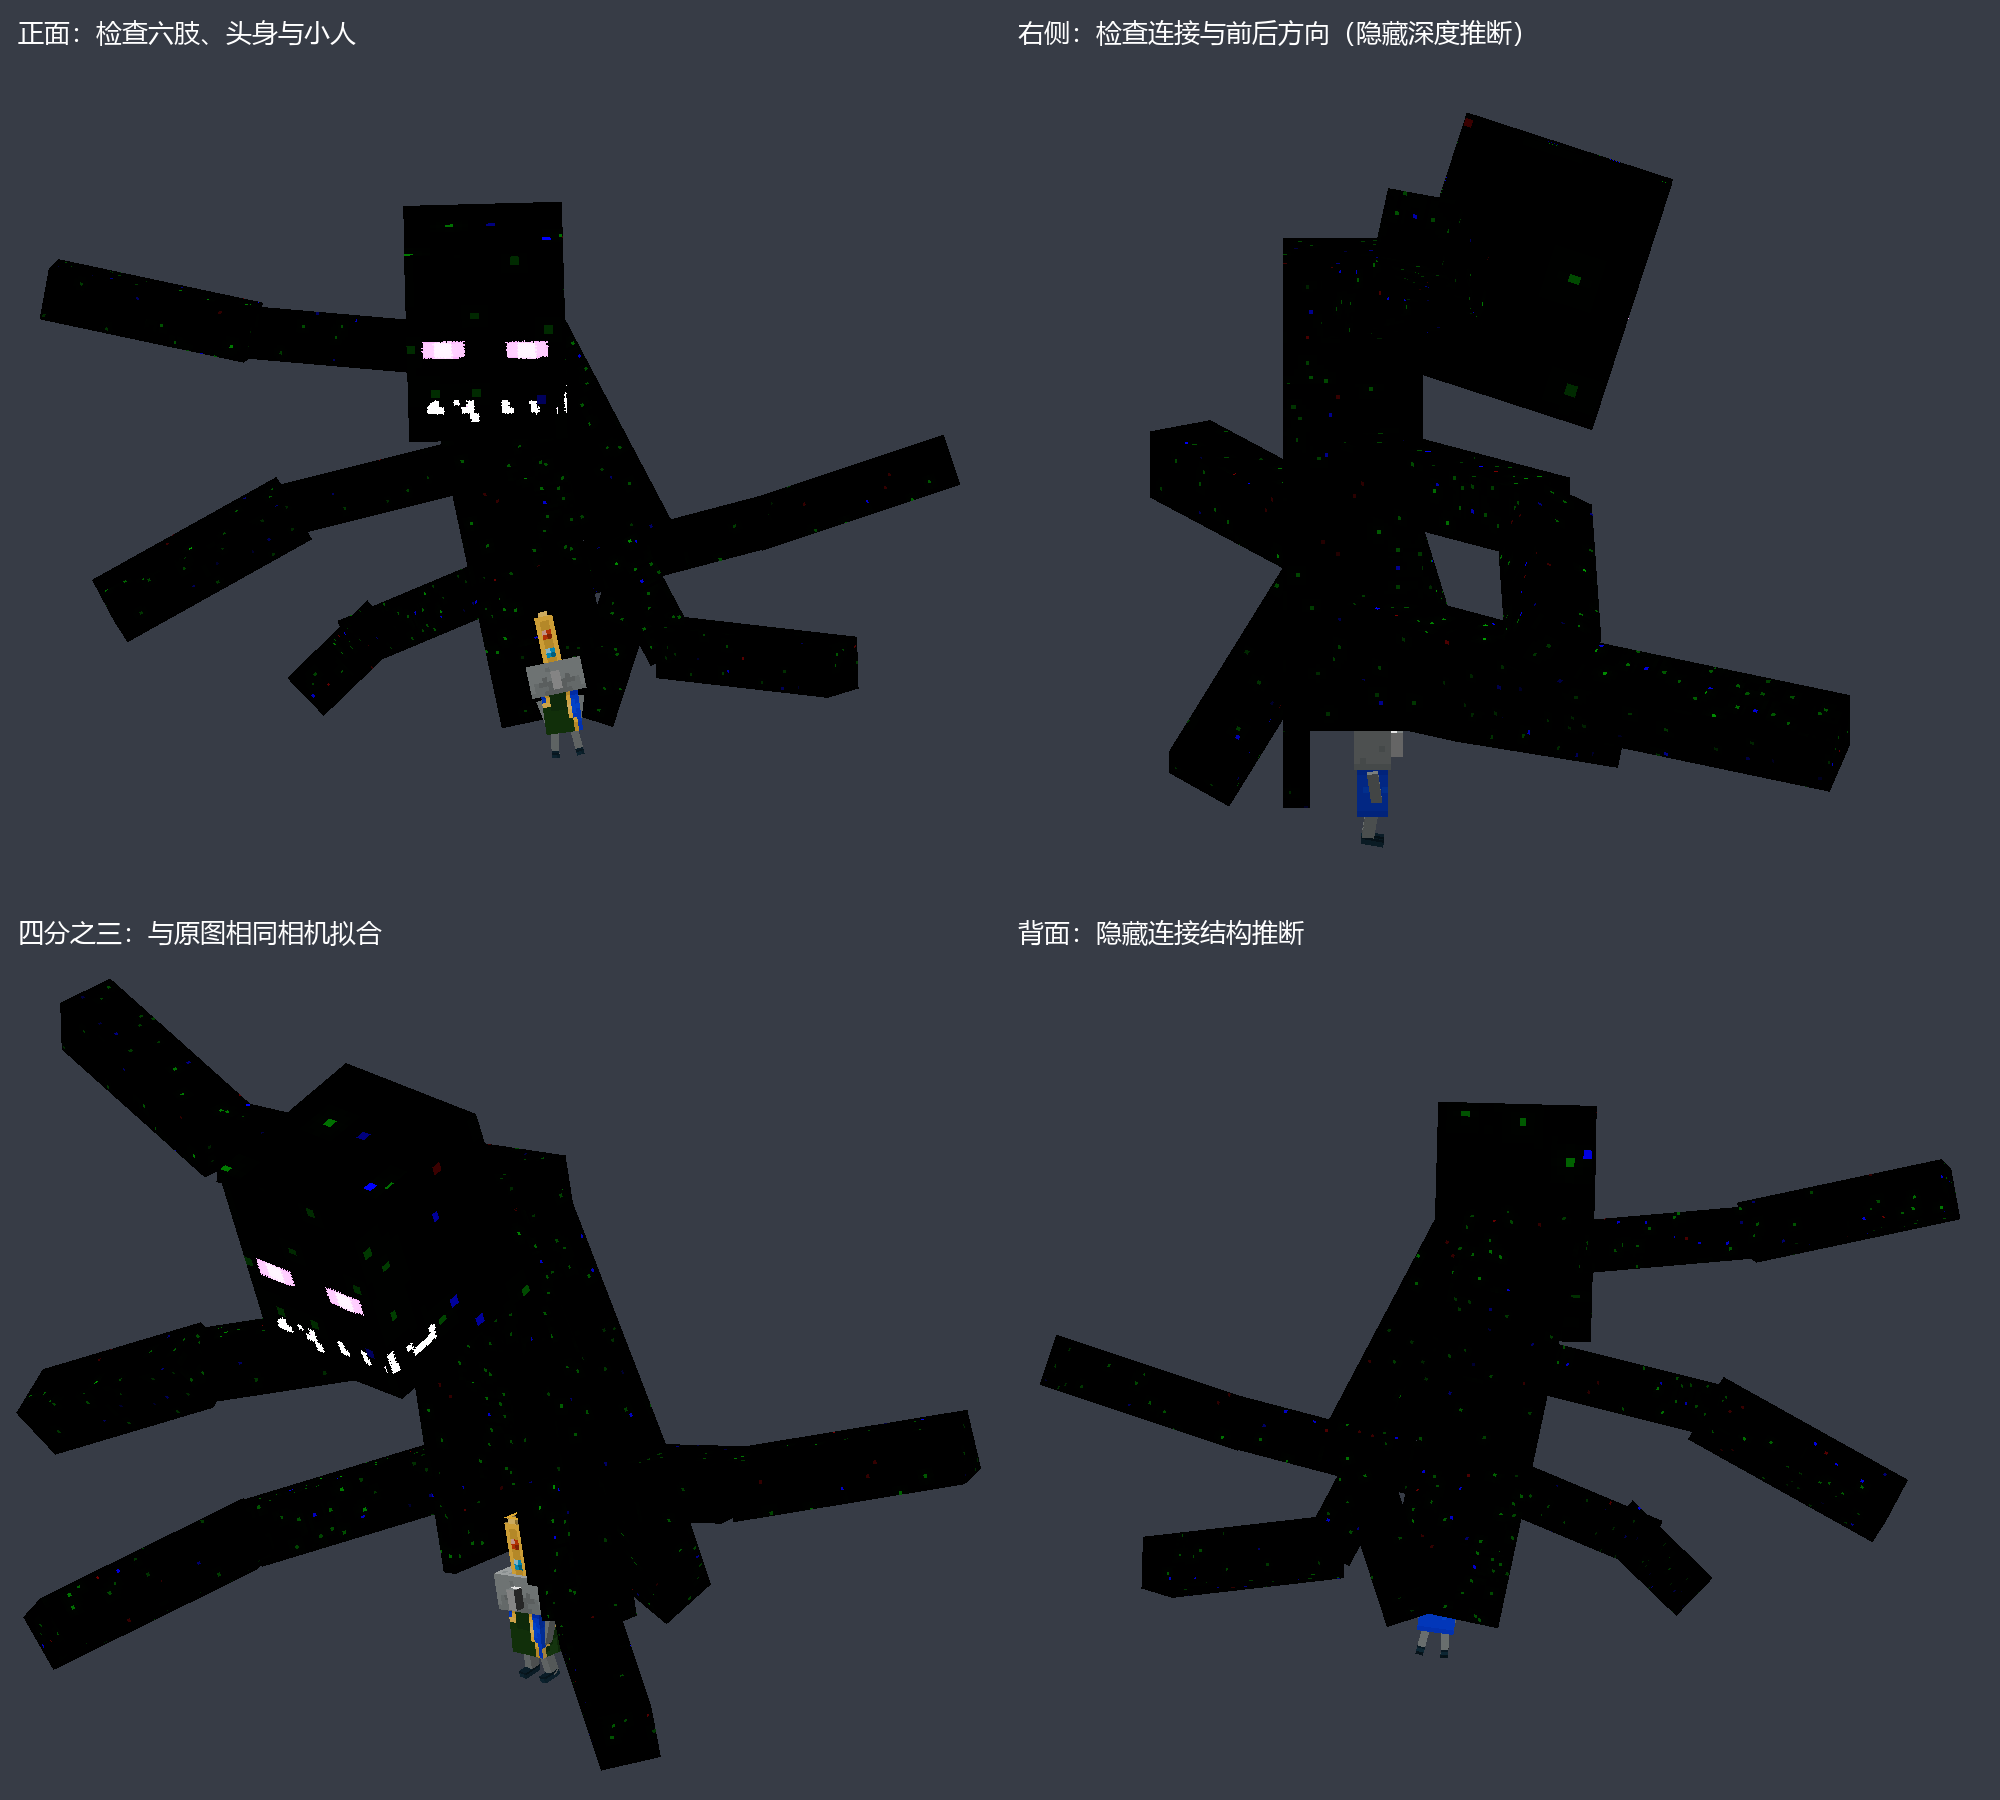 正面：检查六肢、头身与小人
右侧：检查连接与前后方向（隐藏深度推断）
四分之三：与原图相同相机拟合
背面：隐藏连接结构推断